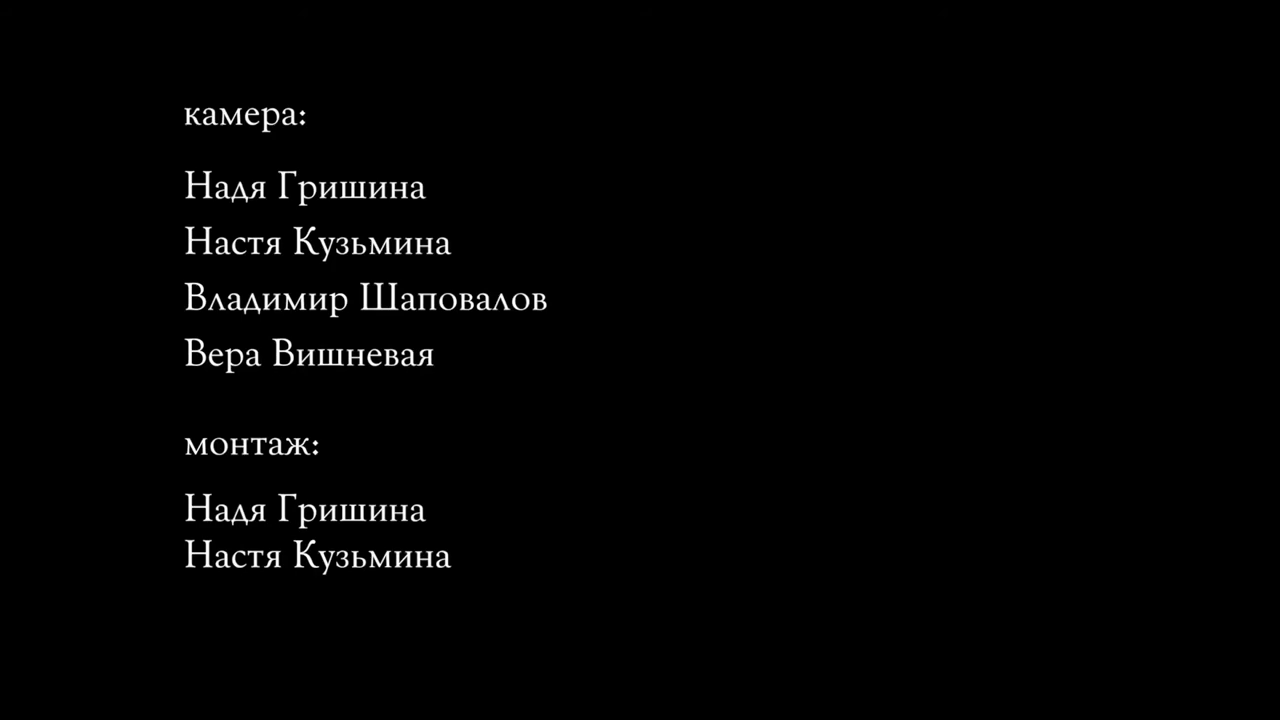 камера:
Надя Гришина
Настя Кузьмина
Владимир Шаповалов
Вера Вишневая
монтаж:
Надя Гришина
Настя Кузьмина